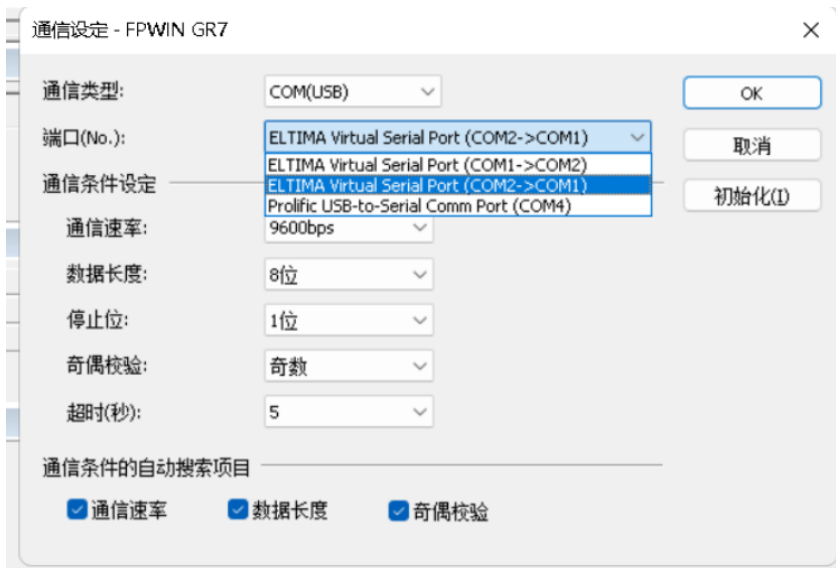 通信设定 - FPWIN GR7
通信类型: COM(USB) OK
端口(No.): ELTIMA Virtual Serial Port (COM2->COM1) 取消
ELTIMA Virtual Serial Port (COM1->COM2)
通信条件设定 ELTIMA Virtual Serial Port (COM2->COM1)
Prolific USB-to-Serial Comm Port (COM4) 初始化(I)
通信速率: 9600bps
数据长度: 8位
停止位: 1位
奇偶校验: 奇数
超时(秒): 5
通信条件的自动搜索项目
通信速率 数据长度 奇偶校验